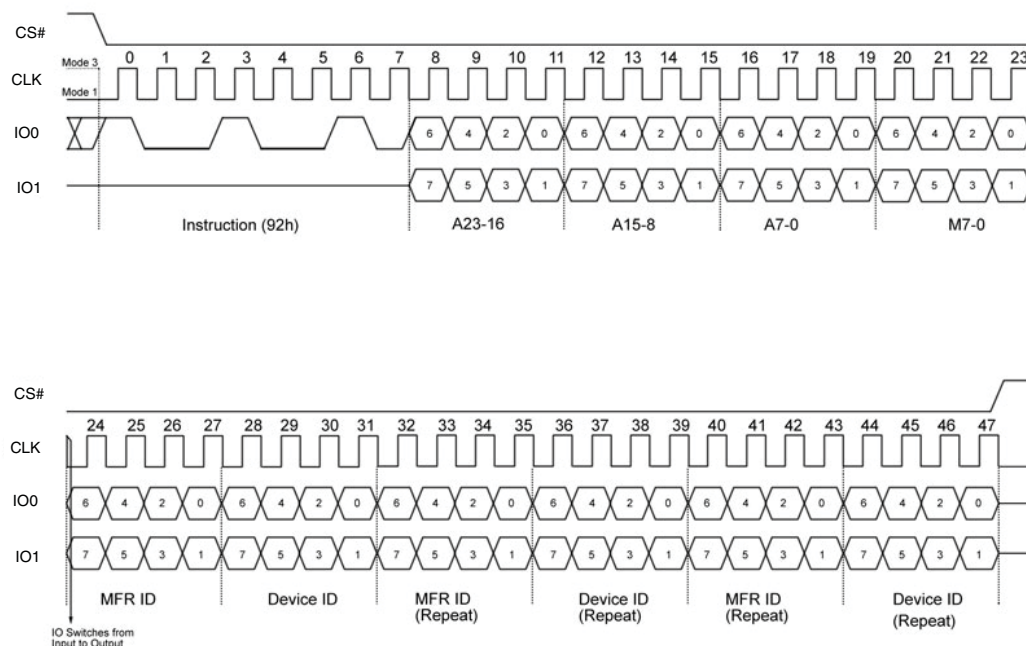 CS#
Mode 3 0 1 2 3 4 5 6 7 8 9 10 11 12 13 14 15 16 17 18 19 20 21 22 23
CLK
Mode 1
IO0 6 4 2 0 6 4 2 0 6 4 2 0 6 4 2 0
IO1 7 5 3 1 7 5 3 1 7 5 3 1 7 5 3 1
Instruction (92h) A23-16 A15-8 A7-0 M7-0
CS#
24 25 26 27 28 29 30 31 32 33 34 35 36 37 38 39 40 41 42 43 44 45 46 47
CLK
IO0 6 4 2 0 6 4 2 0 6 4 2 0 6 4 2 0 6 4 2 0 6 4 2 0
IO1 7 5 3 1 7 5 3 1 7 5 3 1 7 5 3 1 7 5 3 1 7 5 3 1
MFR ID Device ID MFR ID Device ID MFR ID Device ID
(Repeat) (Repeat) (Repeat) (Repeat)
IO Switches from
Input to Output